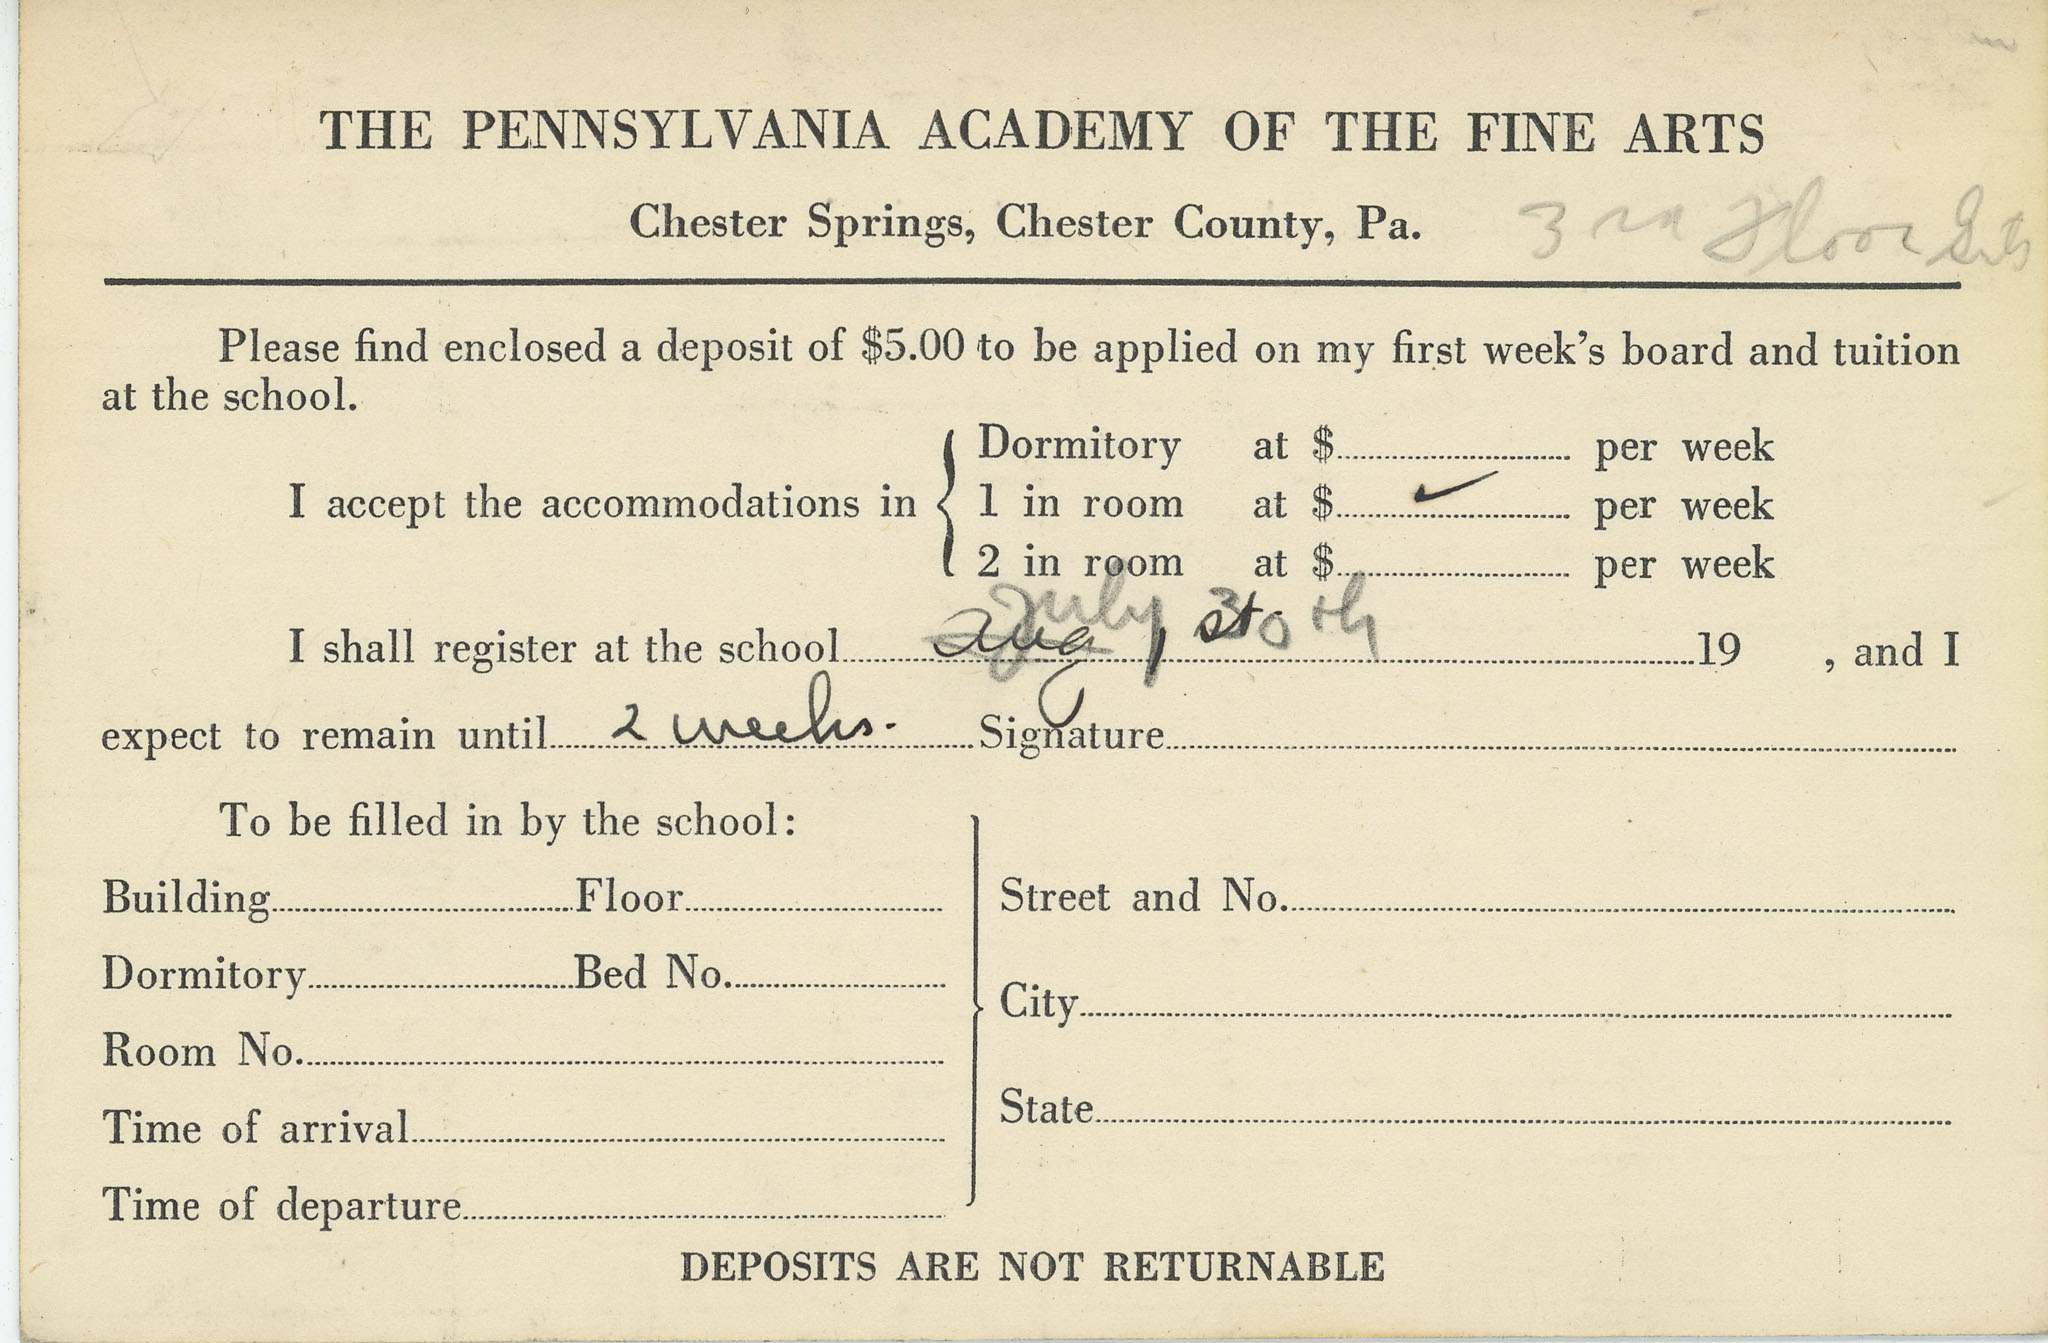 THE PENNSYLVANIA ACADEMY OF THE FINE ARTS
Chester Springs, Chester County, Pa.
3rd Floor
Please find enclosed a deposit of $5.00 to be applied on my first week's board and tuition
at the school.
Dormitory at $ per week
I accept the accommodations in 1 in room at $ ✓ per week
2 in room at $ per week
July 30th
I shall register at the school Aug 1st 19 , and I
expect to remain until 2 weeks. Signature
To be filled in by the school:
Building Floor
Dormitory Bed No.
Room No.
Time of arrival
Time of departure
Street and No.
City
State
DEPOSITS ARE NOT RETURNABLE